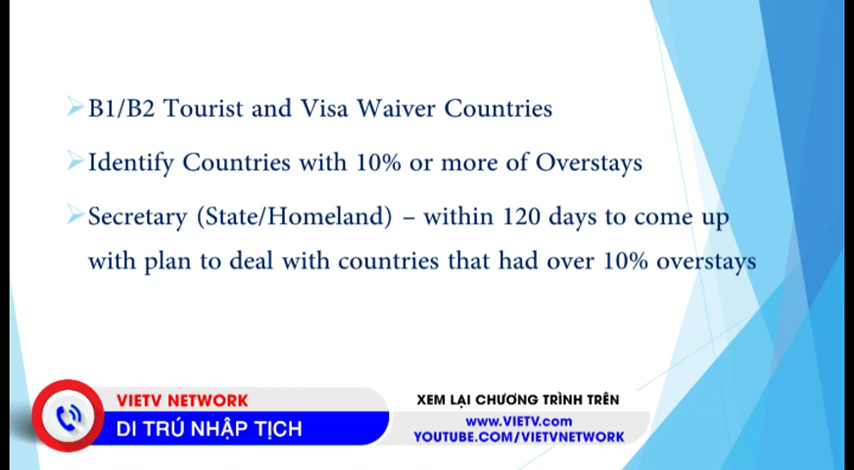 B1/B2 Tourist and Visa Waiver Countries
Identify Countries with 10% or more of Overstays
Secretary (State/Homeland) – within 120 days to come up
with plan to deal with countries that had over 10% overstays
VIETV NETWORK
DI TRÚ NHẬP TỊCH
XEM LẠI CHƯƠNG TRÌNH TRÊN
www.VIETV.com
YOUTUBE.COM/VIETVNETWORK